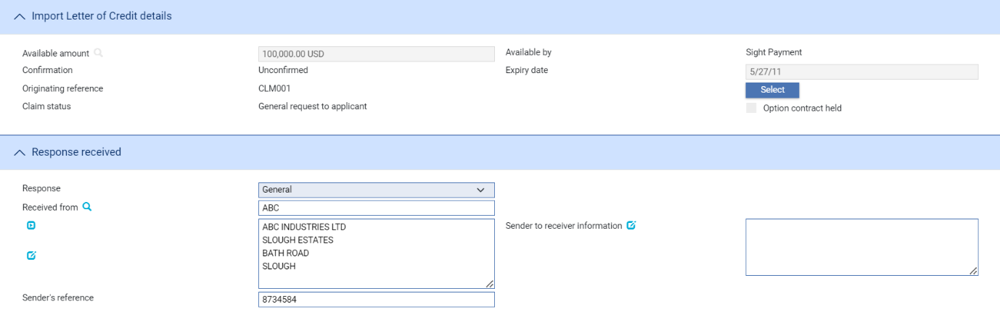 Import Letter of Credit details
Available amount 100,000.00 USD Available by Sight Payment
Confirmation Unconfirmed Expiry date 5/27/11
Originating reference CLM001 Select
Claim status General request to applicant Option contract held
Response received
Response General
Received from ABC
ABC INDUSTRIES LTD Sender to receiver information
SLOUGH ESTATES
BATH ROAD
SLOUGH
Sender's reference 8734584